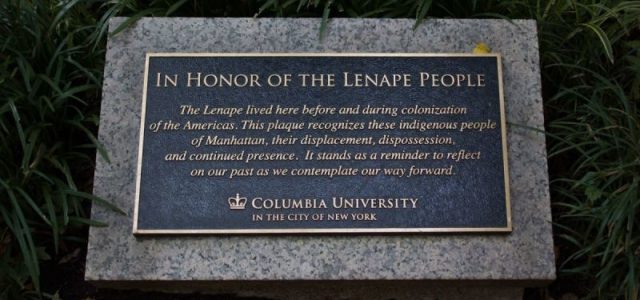 IN HONOR OF THE LENAPE PEOPLE
The Lenape lived here before and during colonization
of the Americas. This plaque recognizes these indigenous people
of Manhattan, their displacement, dispossession,
and continued presence. It stands as a reminder to reflect
on our past as we contemplate our way forward.
COLUMBIA UNIVERSITY
IN THE CITY OF NEW YORK